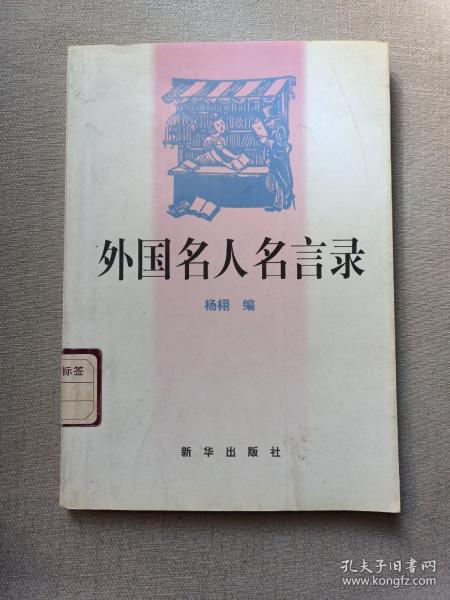 外国名人名言录
杨栩 编
标签
新华出版社
孔夫子旧书网
www.kongfz.com